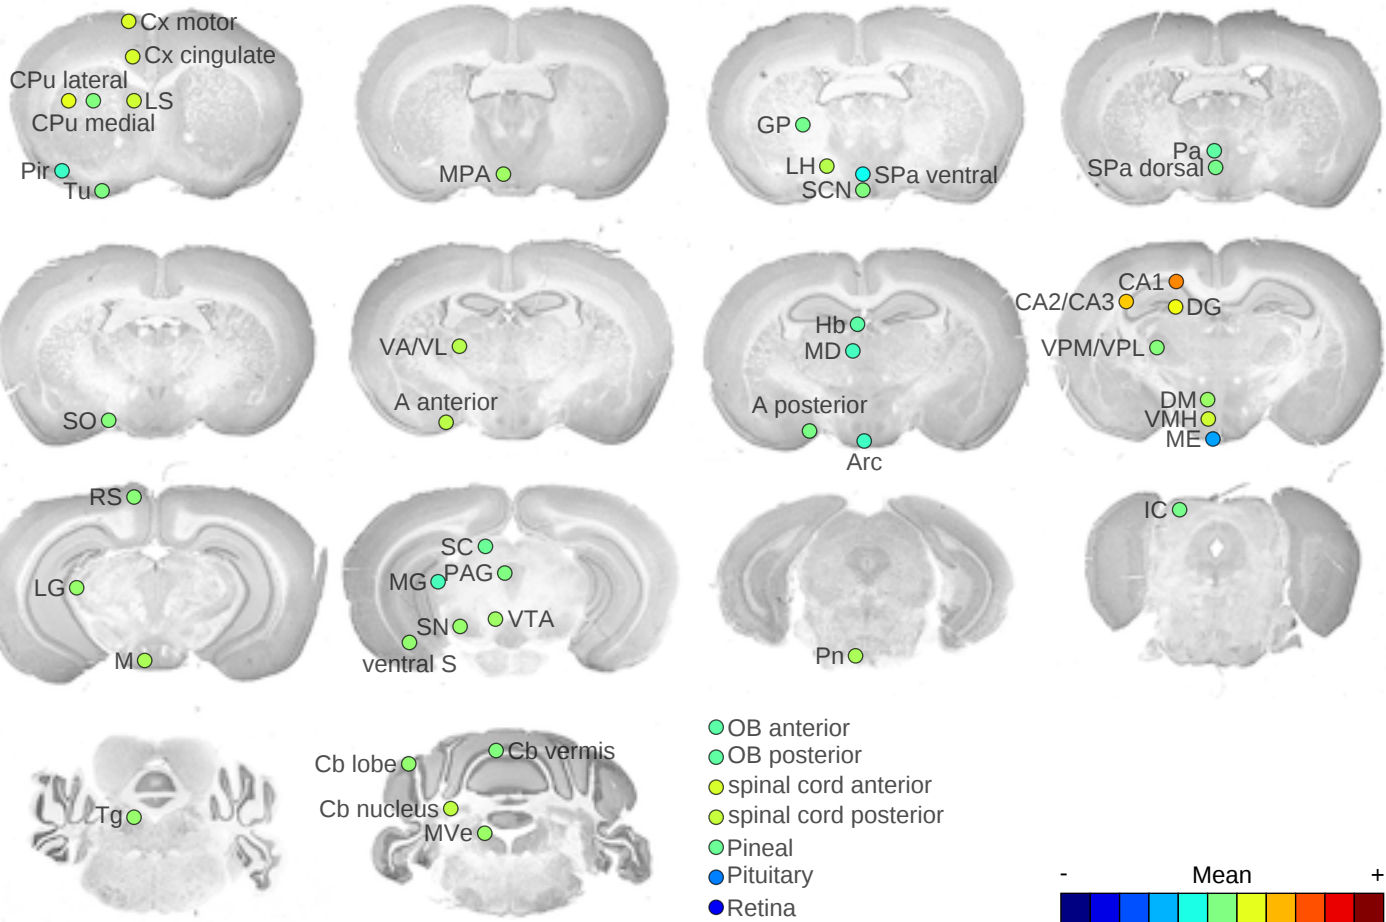 Cx motor
Cx cingulate
CPu lateral
LS
CPu medial
Pir
Tu
MPA
GP
LH
SPa ventral
SCN
Pa
SPa dorsal
SO
VA/VL
A anterior
Hb
MD
A posterior
Arc
CA1
CA2/CA3
DG
VPM/VPL
DM
VMH
ME
RS
LG
M
SC
MG
PAG
SN
VTA
ventral S
Pn
IC
Tg
Cb lobe
Cb vermis
Cb nucleus
MVe
OB anterior
OB posterior
spinal cord anterior
spinal cord posterior
Pineal
Pituitary
Retina
- Mean +